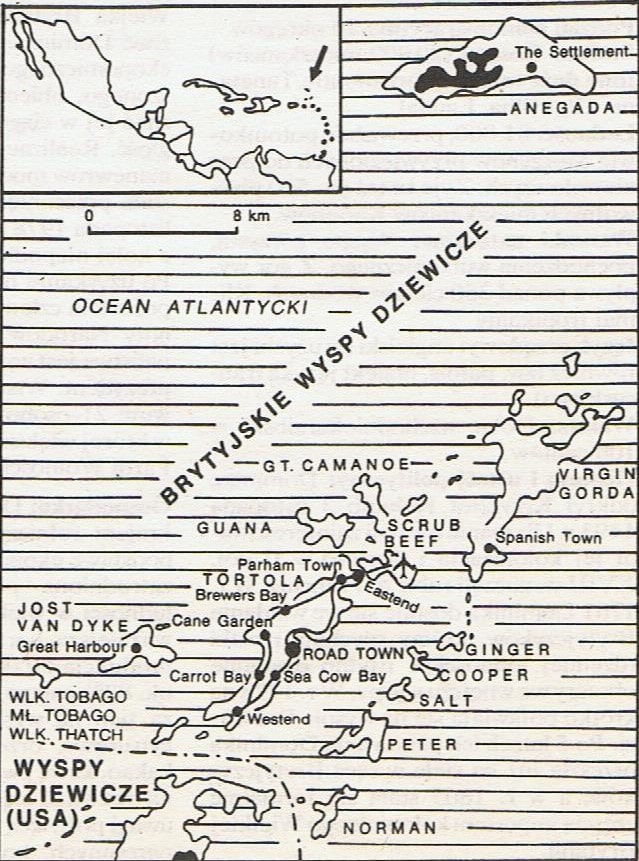 The Settlement
ANEGADA
0 8 km
OCEAN ATLANTYCKI
BRYTYJSKIE WYSPY DZIEWICZE
GT. CAMANOE
VIRGIN
GORDA
GUANA
SCRUB
BEEF
Spanish Town
Parham Town
TORTOLA
Eastend
Brewers Bay
JOST
VAN DYKE
Cane Garden
Great Harbour
ROAD TOWN
GINGER
Carrot Bay
Sea Cow Bay
COOPER
WLK. TOBAGO
SALT
MŁ. TOBAGO
Westend
WLK. THATCH
PETER
WYSPY
DZIEWICZE
(USA)
NORMAN